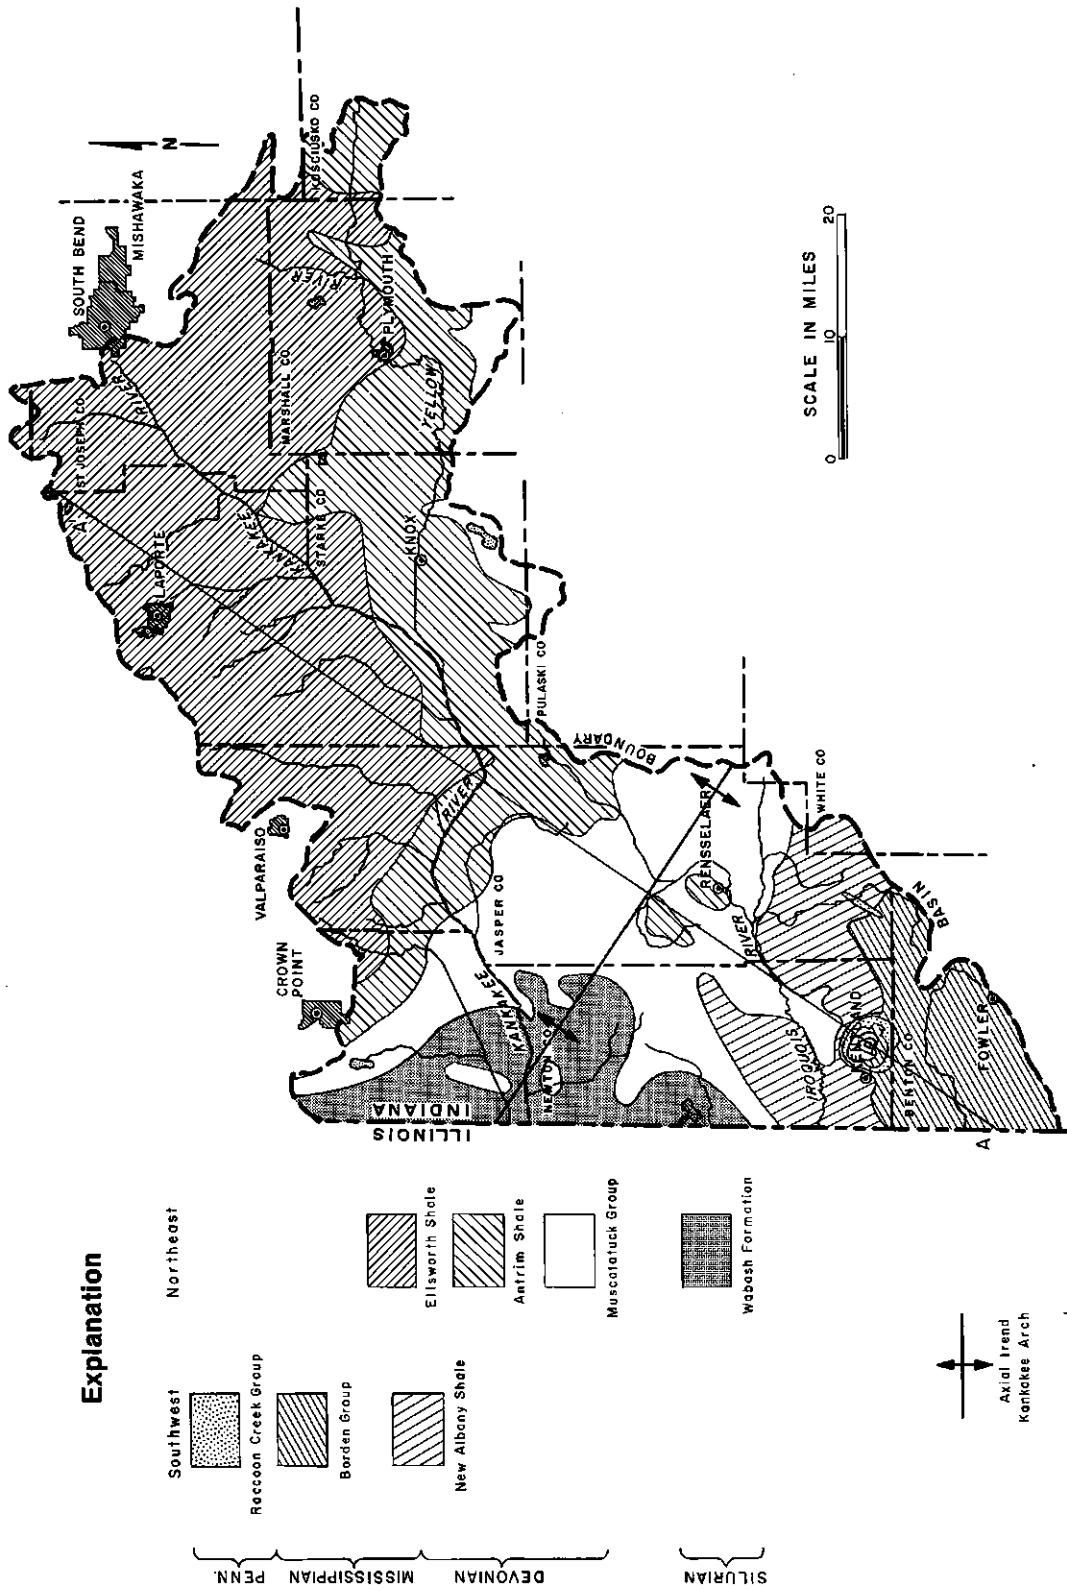 Explanation
Southwest
Northeast
Raccoon Creek Group
Borden Group
New Albany Shale
Ellsworth Shale
Antrim Shale
Muscatatuck Group
Wabash Formation
PENN.
MISSISSIPPIAN
DEVONIAN
SILURIAN
Axial trend
Kankakee Arch
ILLINOIS
INDIANA
CROWN
POINT
VALPARAISO
LAPORTE
SOUTH BEND
MISHAWAKA
ST JOSEPH CO
A'
KANKAKEE
RIVER
MARSHALL CO
STARKE CO
KOSCIUSKO CO
N
RIVER
PLYMOUTH
YELLOW
KNOX
PULASKI CO
RIVER
JASPER CO
KANKAKEE
NEWTON CO
BOUNDARY
RENSSELAER
WHITE CO
RIVER
IROQUOIS
KENTLAND
BENTON CO
BASIN
FOWLER
A
SCALE IN MILES
0
10
20